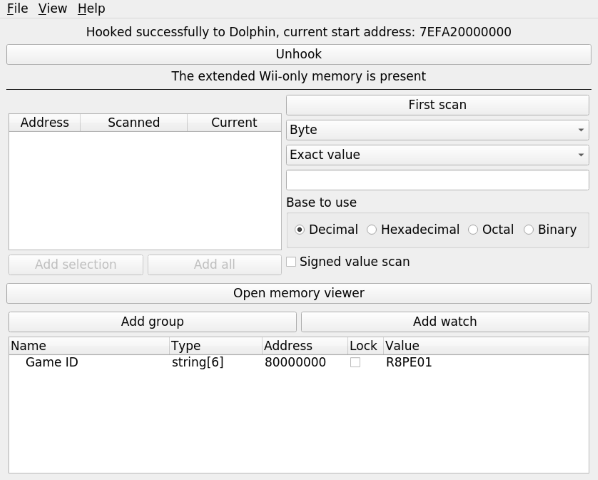 File View Help
Hooked successfully to Dolphin, current start address: 7EFA20000000
Unhook
The extended Wii-only memory is present
Address Scanned Current
First scan
Byte
Exact value
Base to use
Decimal Hexadecimal Octal Binary
Add selection Add all
Signed value scan
Open memory viewer
Add group Add watch
Name Type Address Lock Value
Game ID string[6] 80000000 R8PE01